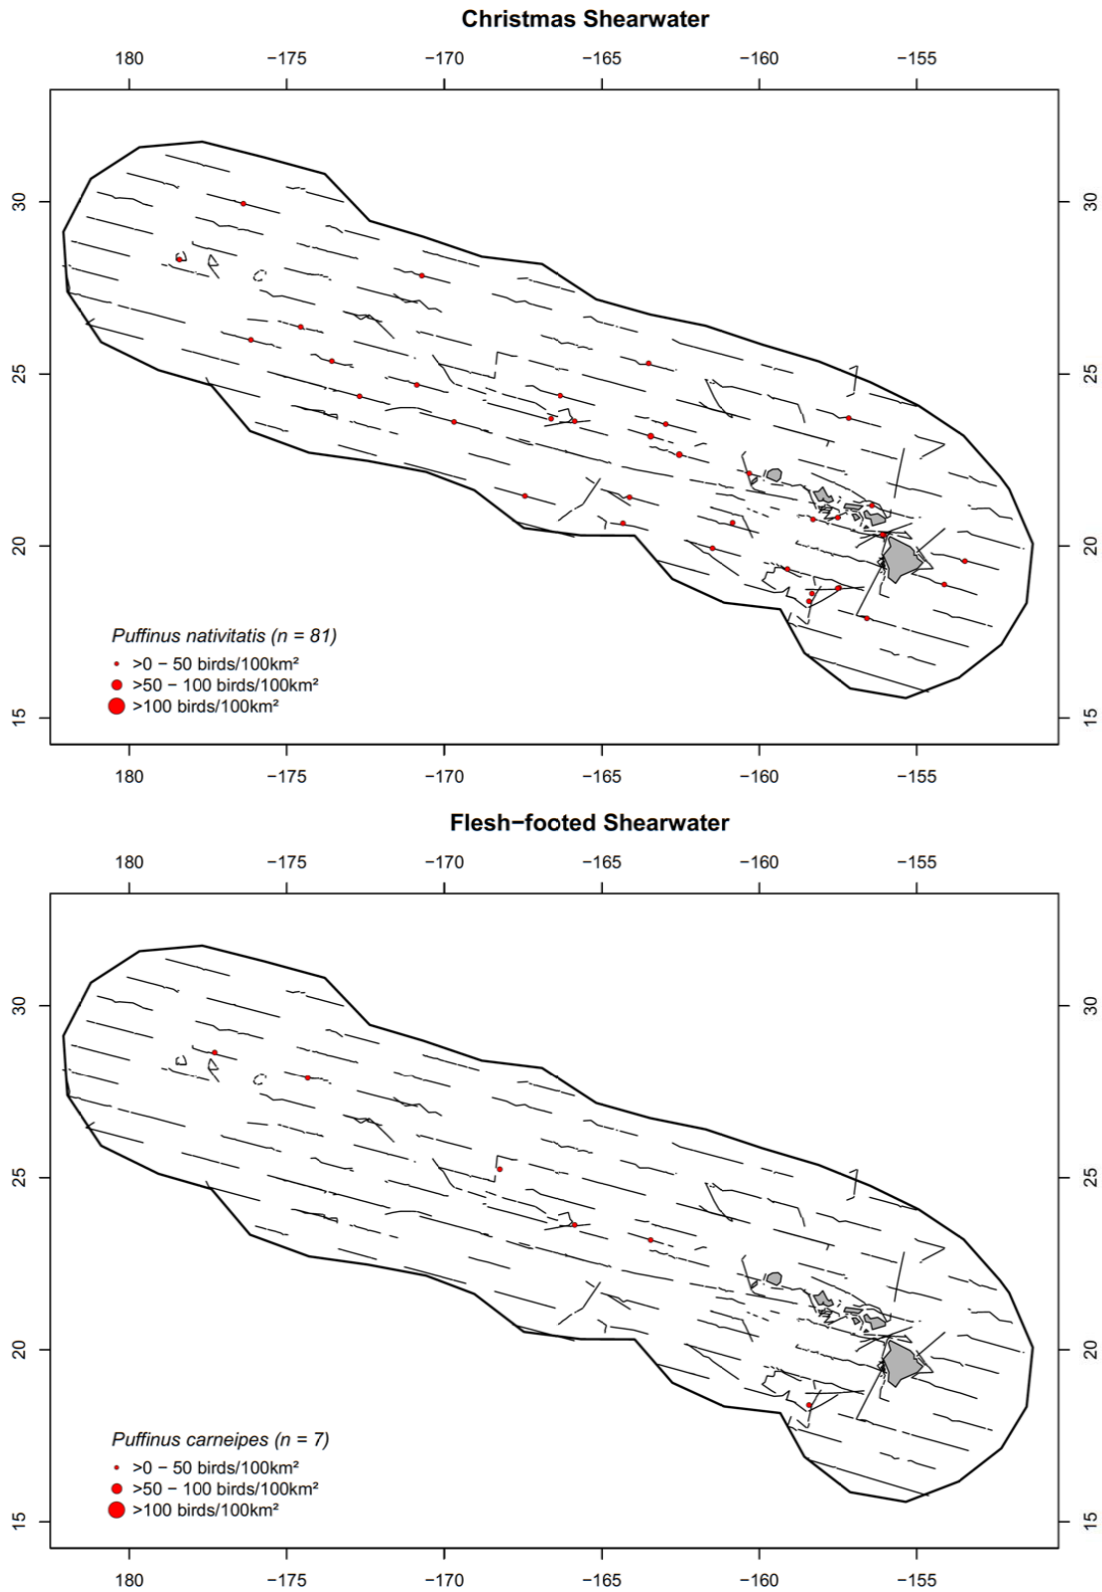 Christmas Shearwater
180 −175 −170 −165 −160 −155
30 30
25 25
20 20
15 15
Puffinus nativitatis (n = 81)
>0 − 50 birds/100km²
>50 − 100 birds/100km²
>100 birds/100km²
180 −175 −170 −165 −160 −155
Flesh−footed Shearwater
180 −175 −170 −165 −160 −155
30 30
25 25
20 20
Puffinus carneipes (n = 7)
>0 − 50 birds/100km²
>50 − 100 birds/100km²
>100 birds/100km²
15 15
180 −175 −170 −165 −160 −155